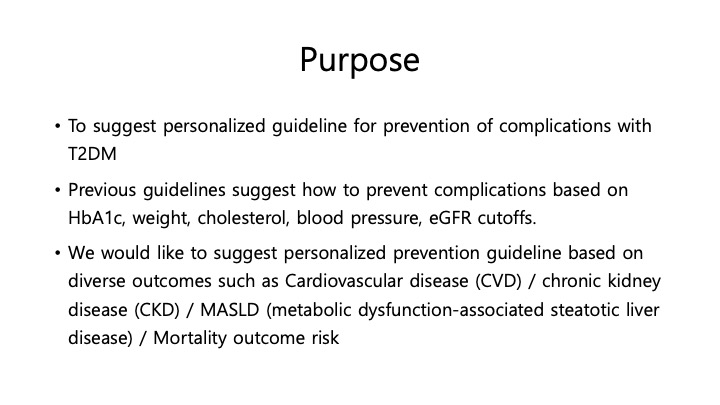 Purpose
• To suggest personalized guideline for prevention of complications with
T2DM
• Previous guidelines suggest how to prevent complications based on
HbA1c, weight, cholesterol, blood pressure, eGFR cutoffs.
• We would like to suggest personalized prevention guideline based on
diverse outcomes such as Cardiovascular disease (CVD) / chronic kidney
disease (CKD) / MASLD (metabolic dysfunction-associated steatotic liver
disease) / Mortality outcome risk